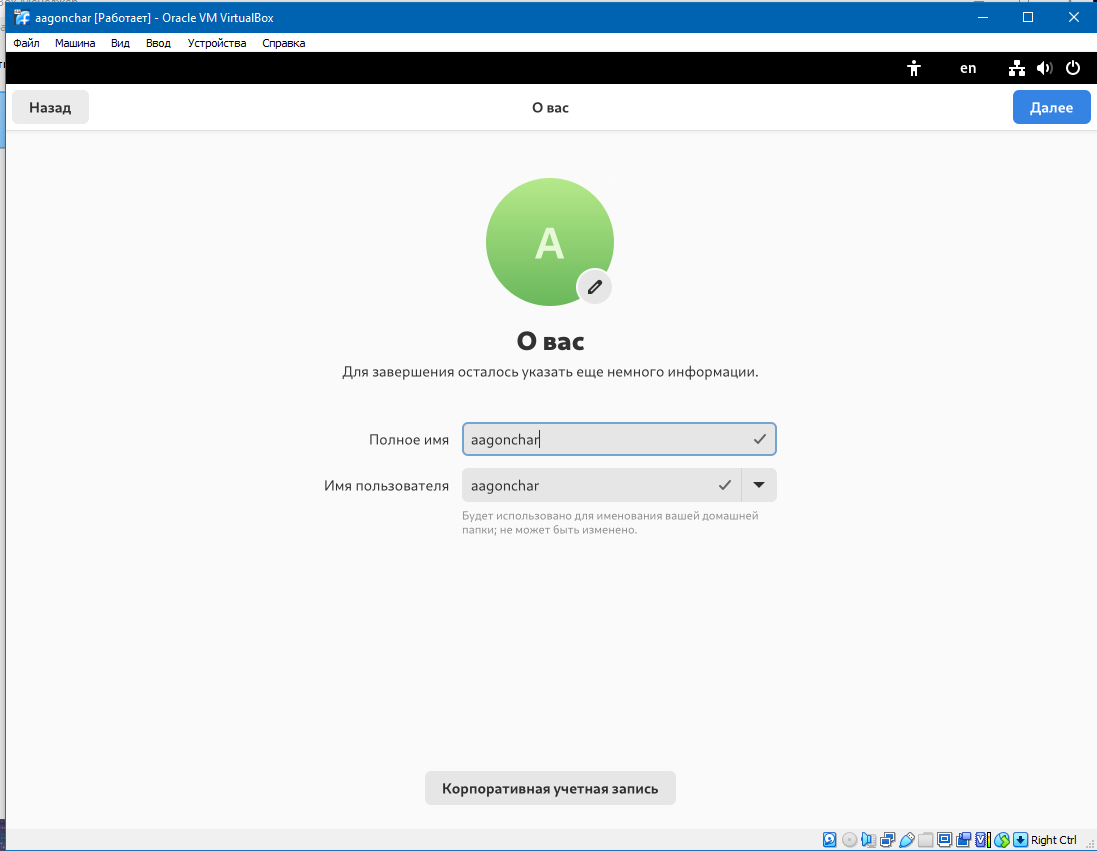 aagonchar [Работает] - Oracle VM VirtualBox
Файл Машина Вид Ввод Устройства Справка
en
Назад О вас Далее
A
О вас
Для завершения осталось указать еще немного информации.
Полное имя aagonchar
Имя пользователя aagonchar
Будет использовано для именования вашей домашней
папки; не может быть изменено.
Корпоративная учетная запись
Right Ctrl